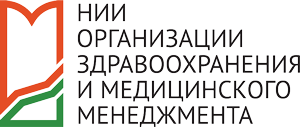 НИИ
ОРГАНИЗАЦИИ
ЗДРАВООХРАНЕНИЯ
И МЕДИЦИНСКОГО
МЕНЕДЖМЕНТА